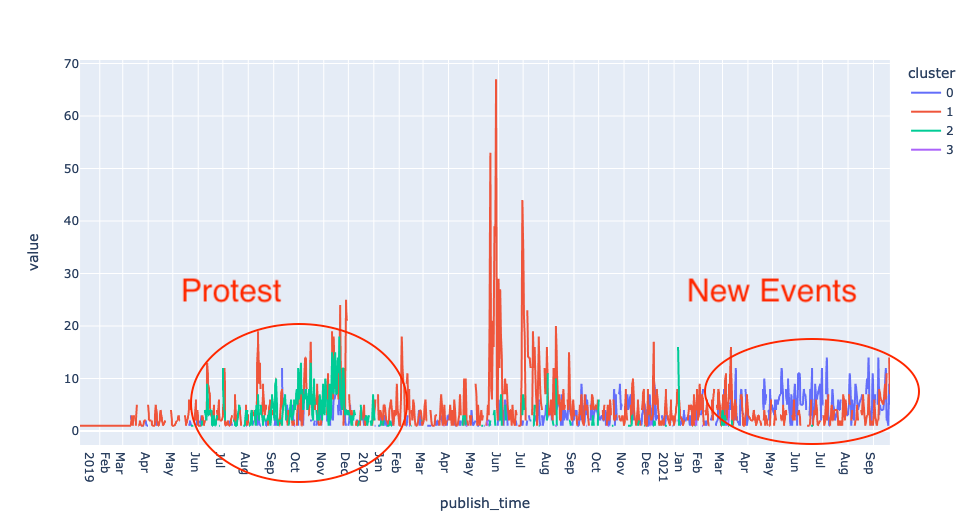 cluster
0
1
2
3
70
60
50
40
30
20
10
0
value
Protest
New Events
2019
Feb
Mar
Apr
May
Jun
Jul
Aug
Sep
Oct
Nov
Dec
2020
Jan
Feb
Mar
Apr
May
Jun
Jul
Aug
Sep
Oct
Nov
Dec
2021
Jan
Feb
Mar
Apr
May
Jun
Jul
Aug
Sep
publish_time